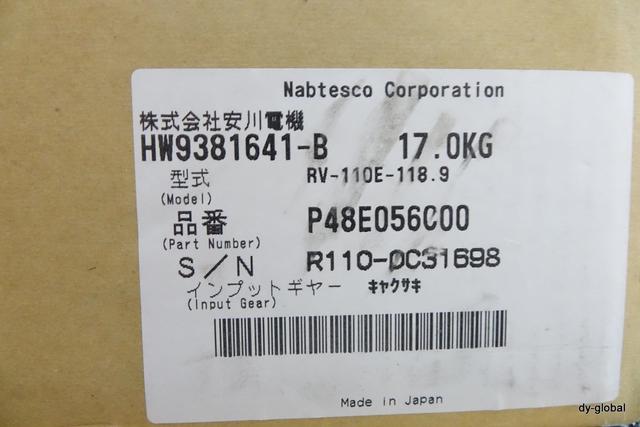 Nabtesco Corporation
株式会社安川電機
HW9381641-B 17.0KG
型式 RV-110E-118.9
(Model)
品番 P48E056C00
(Part Number)
S/N R110-0C31698
インプットギヤー ｷｬｸｻｷ
(Input Gear)
Made in Japan
dy-global